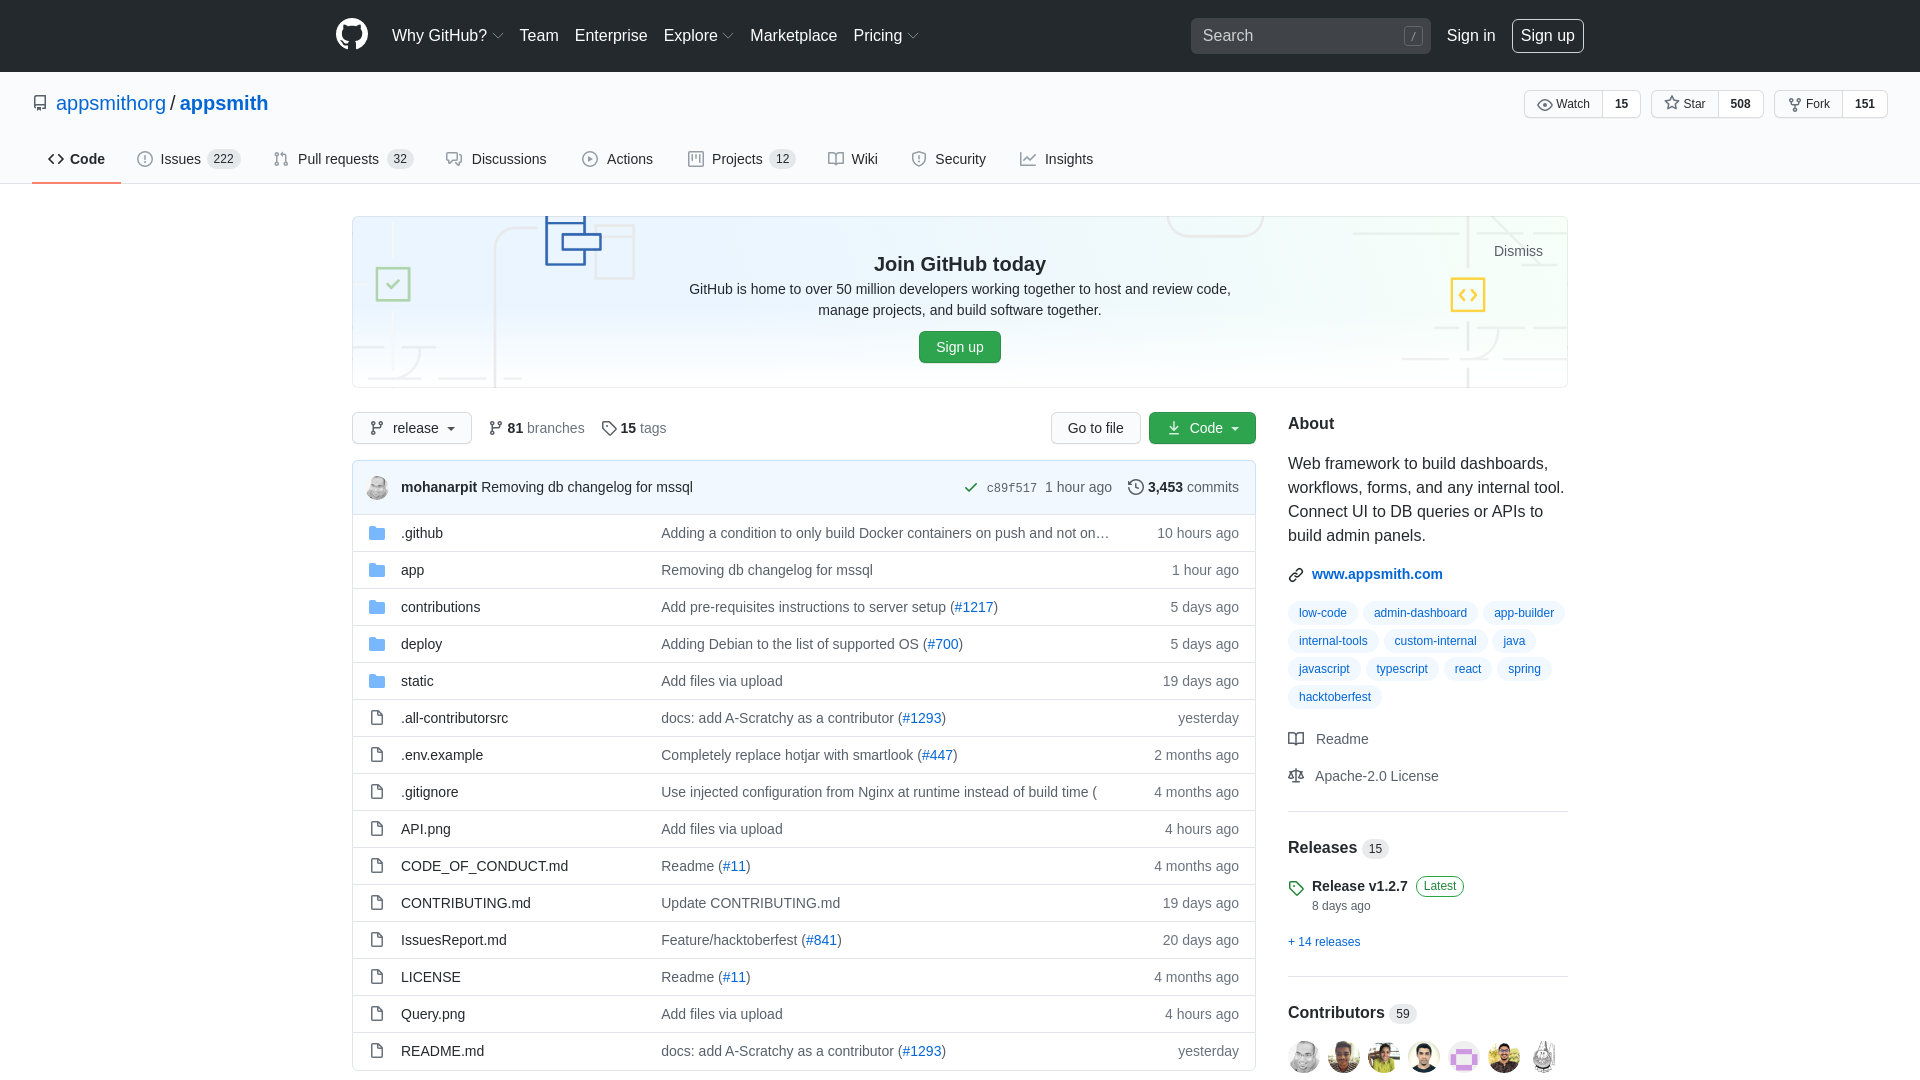 Why GitHub? Team Enterprise Explore Marketplace Pricing Search / Sign in Sign up
appsmithorg / appsmith Watch 15 Star 508 Fork 151
Code Issues 222 Pull requests 32 Discussions Actions Projects 12 Wiki Security Insights
Dismiss
Join GitHub today
GitHub is home to over 50 million developers working together to host and review code,
manage projects, and build software together.
Sign up
release 81 branches 15 tags Go to file Code
mohanarpit Removing db changelog for mssql c89f517 1 hour ago 3,453 commits
.github Adding a condition to only build Docker containers on push and not on… 10 hours ago
app Removing db changelog for mssql 1 hour ago
contributions Add pre-requisites instructions to server setup (#1217) 5 days ago
deploy Adding Debian to the list of supported OS (#700) 5 days ago
static Add files via upload 19 days ago
.all-contributorsrc docs: add A-Scratchy as a contributor (#1293) yesterday
.env.example Completely replace hotjar with smartlook (#447) 2 months ago
.gitignore Use injected configuration from Nginx at runtime instead of build time ( 4 months ago
API.png Add files via upload 4 hours ago
CODE_OF_CONDUCT.md Readme (#11) 4 months ago
CONTRIBUTING.md Update CONTRIBUTING.md 19 days ago
IssuesReport.md Feature/hacktoberfest (#841) 20 days ago
LICENSE Readme (#11) 4 months ago
Query.png Add files via upload 4 hours ago
README.md docs: add A-Scratchy as a contributor (#1293) yesterday
About
Web framework to build dashboards,
workflows, forms, and any internal tool.
Connect UI to DB queries or APIs to
build admin panels.
www.appsmith.com
low-code admin-dashboard app-builder
internal-tools custom-internal java
javascript typescript react spring
hacktoberfest
Readme
Apache-2.0 License
Releases 15
Release v1.2.7 Latest
8 days ago
+ 14 releases
Contributors 59